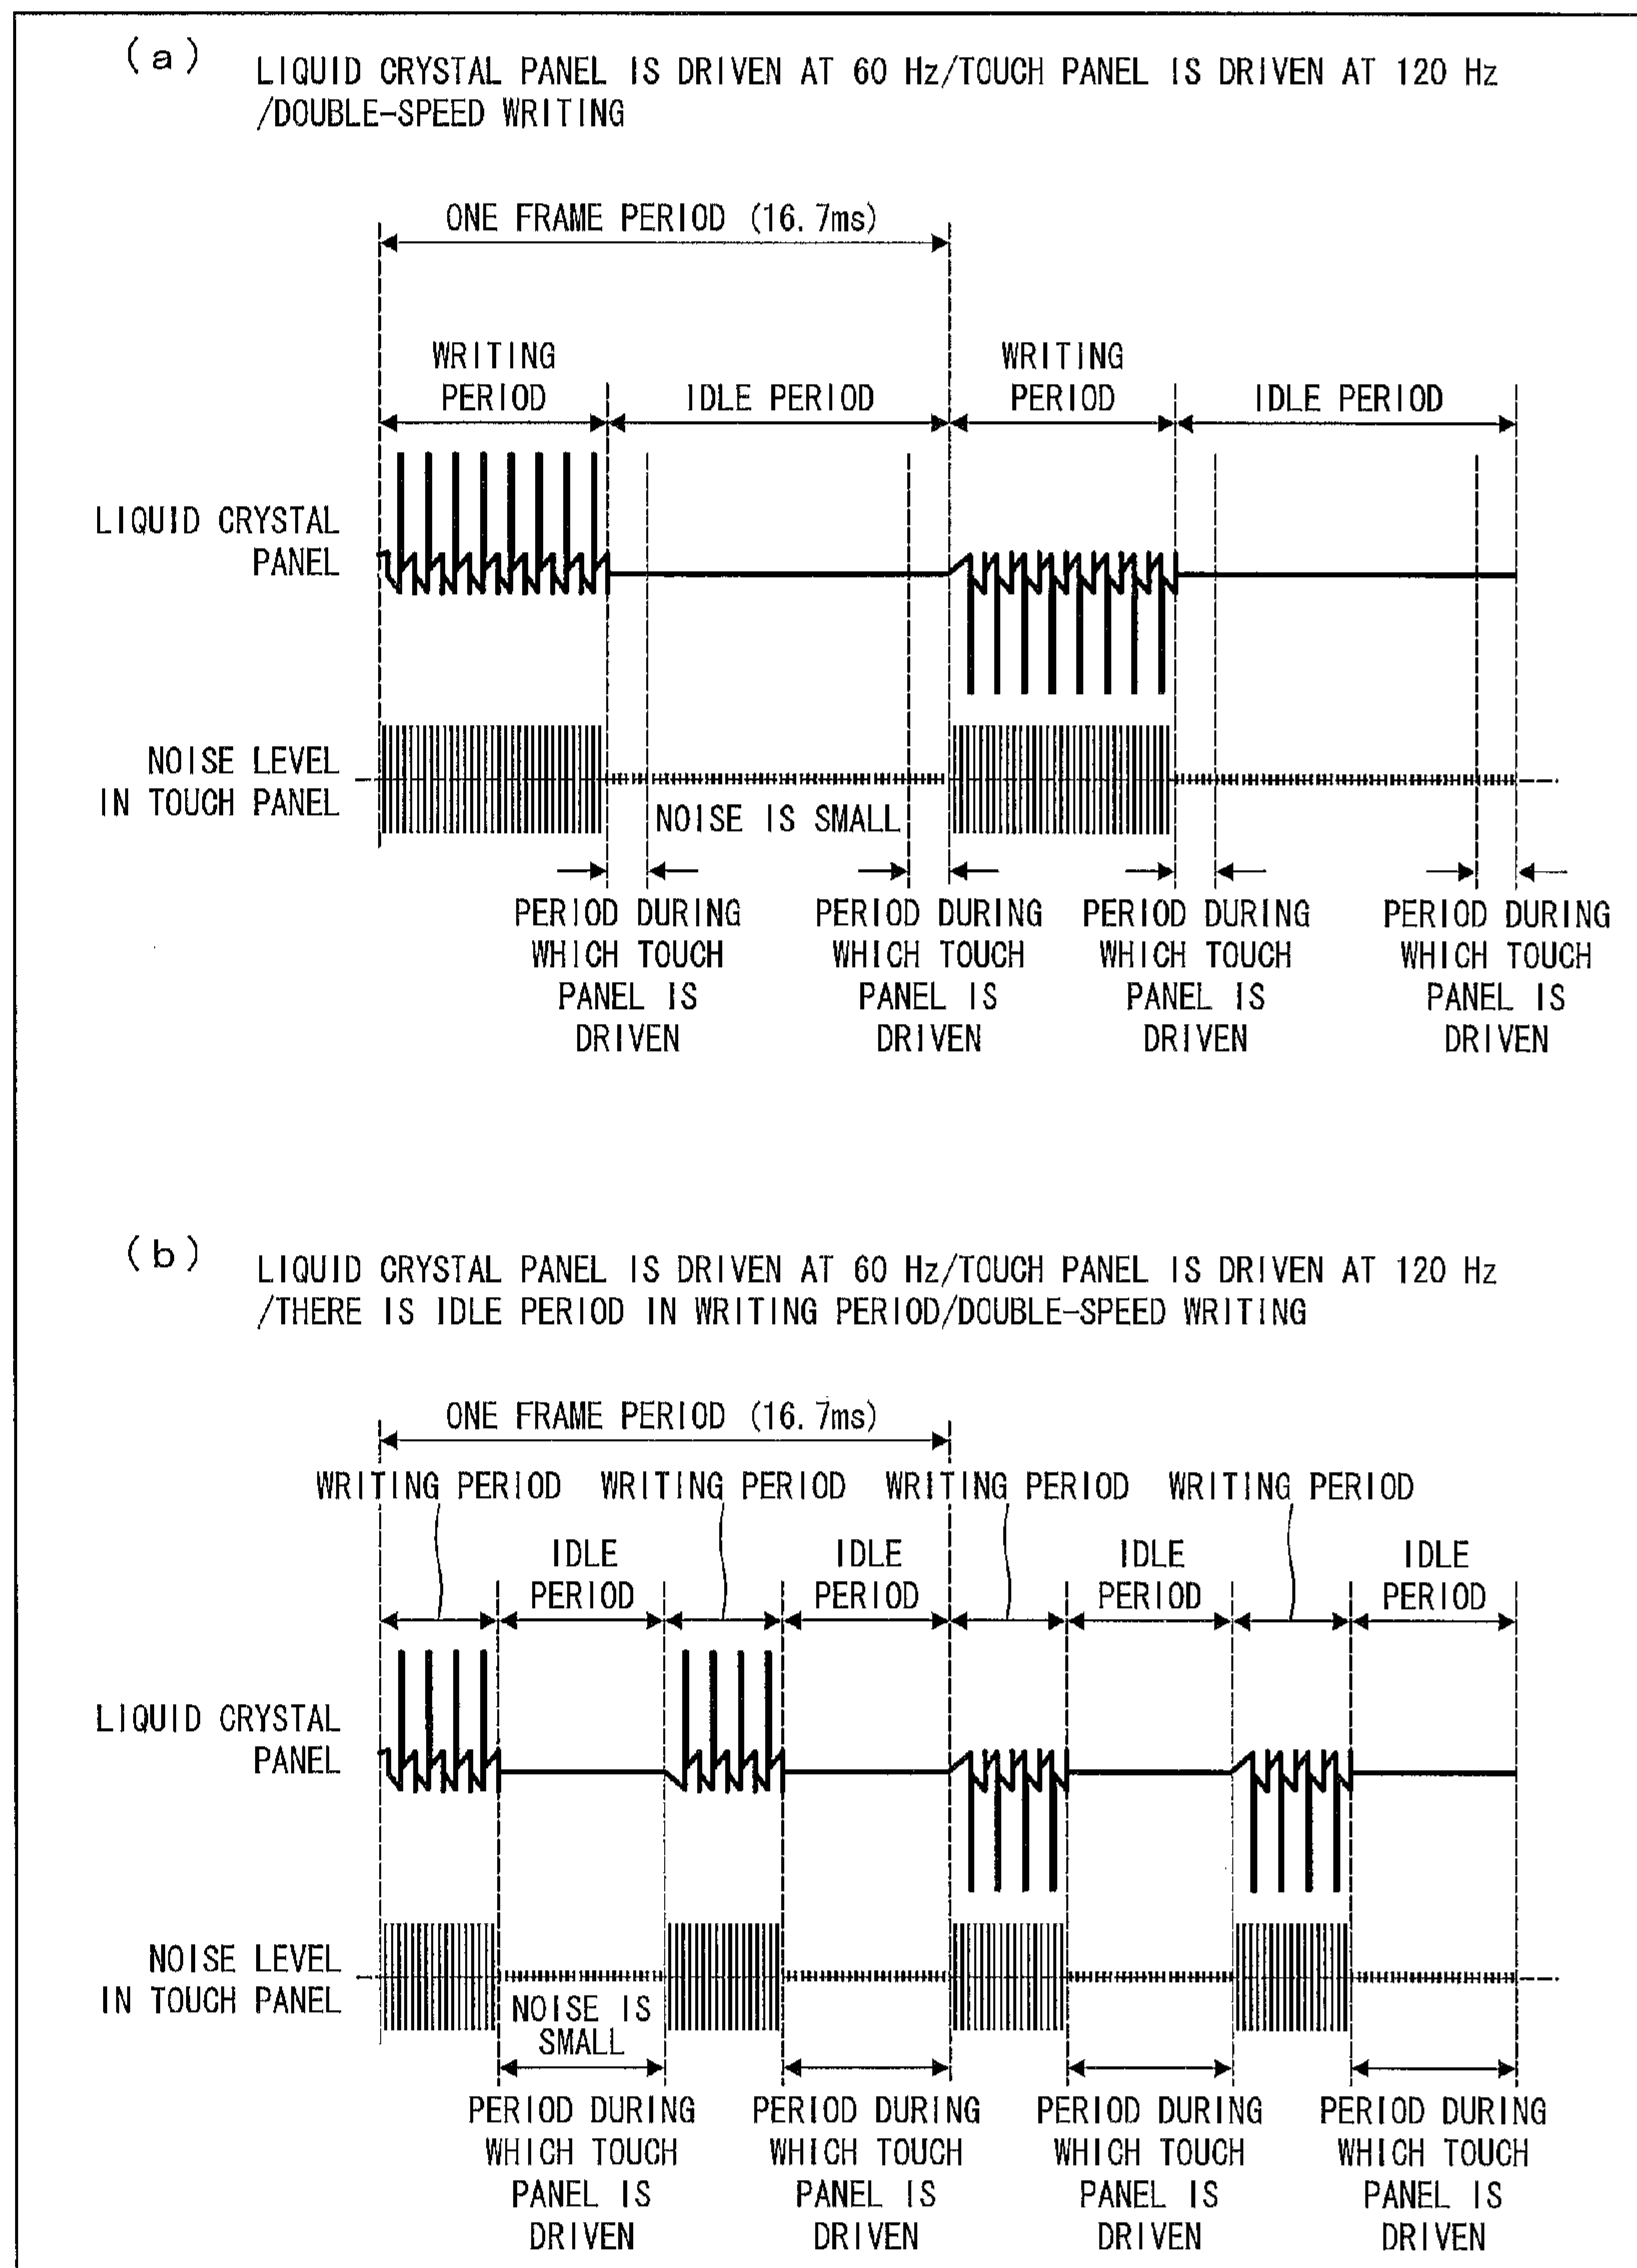 (a)
LIQUID CRYSTAL PANEL IS DRIVEN AT 60 Hz/TOUCH PANEL IS DRIVEN AT 120 Hz
/DOUBLE-SPEED WRITING
ONE FRAME PERIOD (16.7ms)
WRITING
PERIOD
IDLE PERIOD
WRITING
PERIOD
IDLE PERIOD
LIQUID CRYSTAL
PANEL
NOISE LEVEL
IN TOUCH PANEL
NOISE IS SMALL
PERIOD DURING
WHICH TOUCH
PANEL IS
DRIVEN
PERIOD DURING
WHICH TOUCH
PANEL IS
DRIVEN
PERIOD DURING
WHICH TOUCH
PANEL IS
DRIVEN
PERIOD DURING
WHICH TOUCH
PANEL IS
DRIVEN
(b)
LIQUID CRYSTAL PANEL IS DRIVEN AT 60 Hz/TOUCH PANEL IS DRIVEN AT 120 Hz
/THERE IS IDLE PERIOD IN WRITING PERIOD/DOUBLE-SPEED WRITING
ONE FRAME PERIOD (16.7ms)
WRITING PERIOD
WRITING PERIOD
WRITING PERIOD
WRITING PERIOD
IDLE
PERIOD
IDLE
PERIOD
IDLE
PERIOD
IDLE
PERIOD
LIQUID CRYSTAL
PANEL
NOISE LEVEL
IN TOUCH PANEL
NOISE IS
SMALL
PERIOD DURING
WHICH TOUCH
PANEL IS
DRIVEN
PERIOD DURING
WHICH TOUCH
PANEL IS
DRIVEN
PERIOD DURING
WHICH TOUCH
PANEL IS
DRIVEN
PERIOD DURING
WHICH TOUCH
PANEL IS
DRIVEN